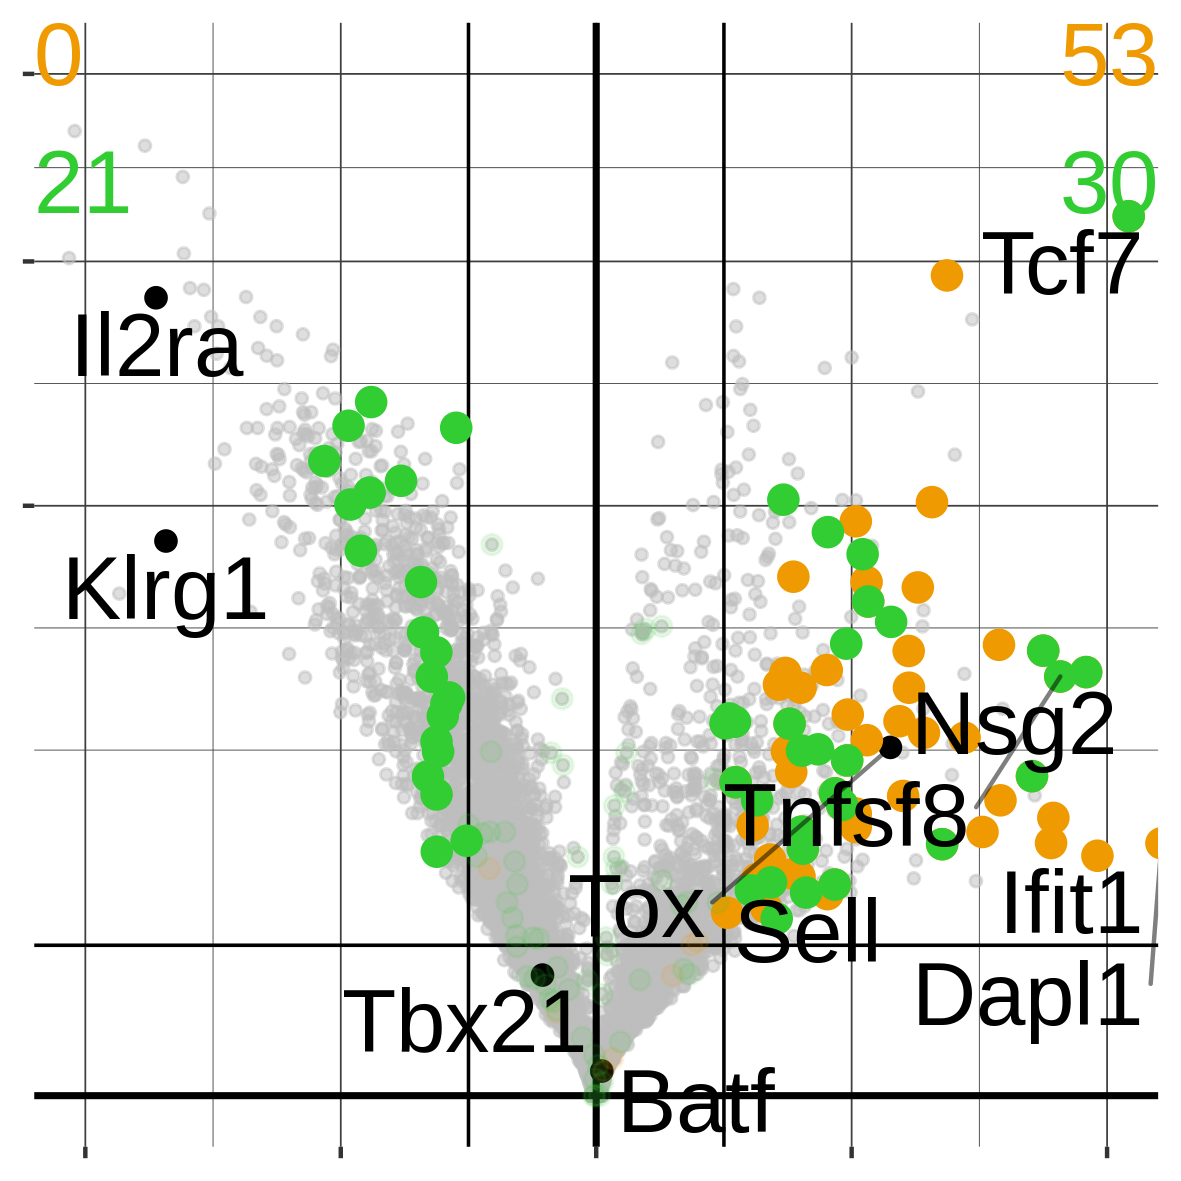 0 53
21 30
Tcf7
Il2ra
Klrg1
Nsg2
Tnfsf8
Tox
Sell
Ifit1
Dapl1
Tbx21
Batf